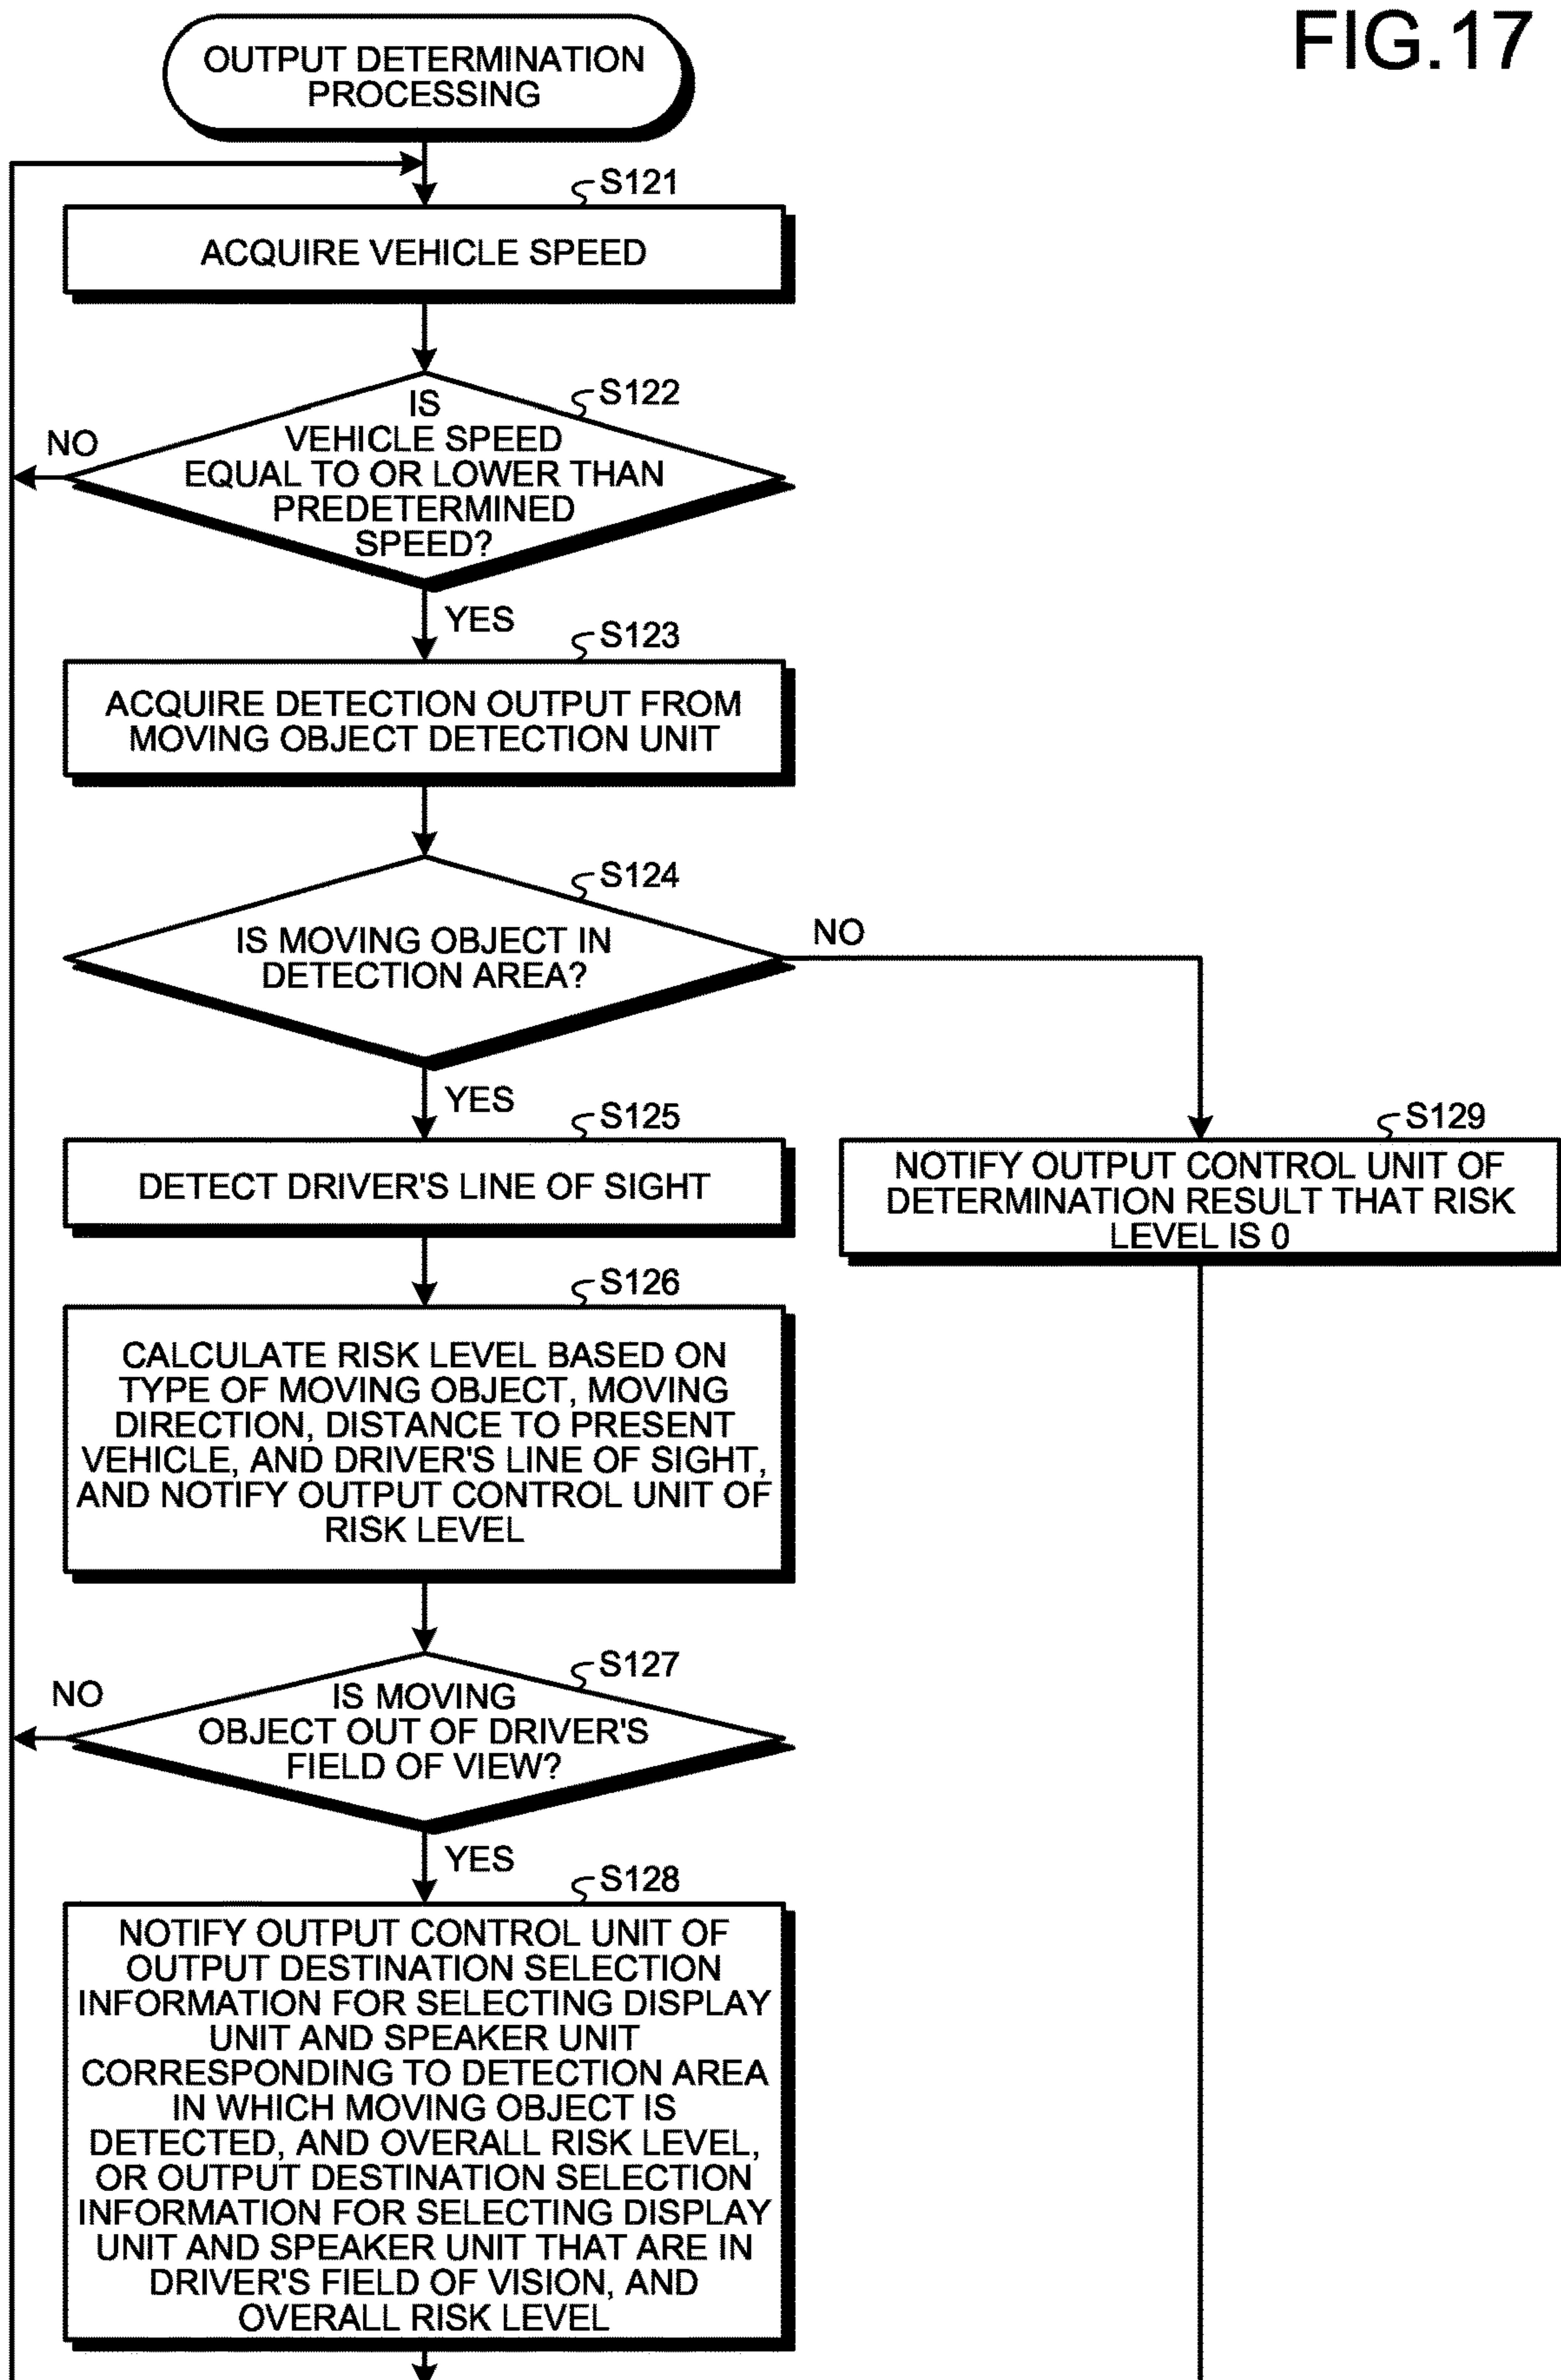 FIG.17
OUTPUT DETERMINATION
PROCESSING
S121
ACQUIRE VEHICLE SPEED
S122
IS
VEHICLE SPEED
EQUAL TO OR LOWER THAN
PREDETERMINED
SPEED?
NO
YES
S123
ACQUIRE DETECTION OUTPUT FROM
MOVING OBJECT DETECTION UNIT
S124
IS MOVING OBJECT IN
DETECTION AREA?
NO
YES
S125
DETECT DRIVER'S LINE OF SIGHT
S129
NOTIFY OUTPUT CONTROL UNIT OF
DETERMINATION RESULT THAT RISK
LEVEL IS 0
S126
CALCULATE RISK LEVEL BASED ON
TYPE OF MOVING OBJECT, MOVING
DIRECTION, DISTANCE TO PRESENT
VEHICLE, AND DRIVER'S LINE OF SIGHT,
AND NOTIFY OUTPUT CONTROL UNIT OF
RISK LEVEL
S127
NO
IS MOVING
OBJECT OUT OF DRIVER'S
FIELD OF VIEW?
YES
S128
NOTIFY OUTPUT CONTROL UNIT OF
OUTPUT DESTINATION SELECTION
INFORMATION FOR SELECTING DISPLAY
UNIT AND SPEAKER UNIT
CORRESPONDING TO DETECTION AREA
IN WHICH MOVING OBJECT IS
DETECTED, AND OVERALL RISK LEVEL,
OR OUTPUT DESTINATION SELECTION
INFORMATION FOR SELECTING DISPLAY
UNIT AND SPEAKER UNIT THAT ARE IN
DRIVER'S FIELD OF VISION, AND
OVERALL RISK LEVEL